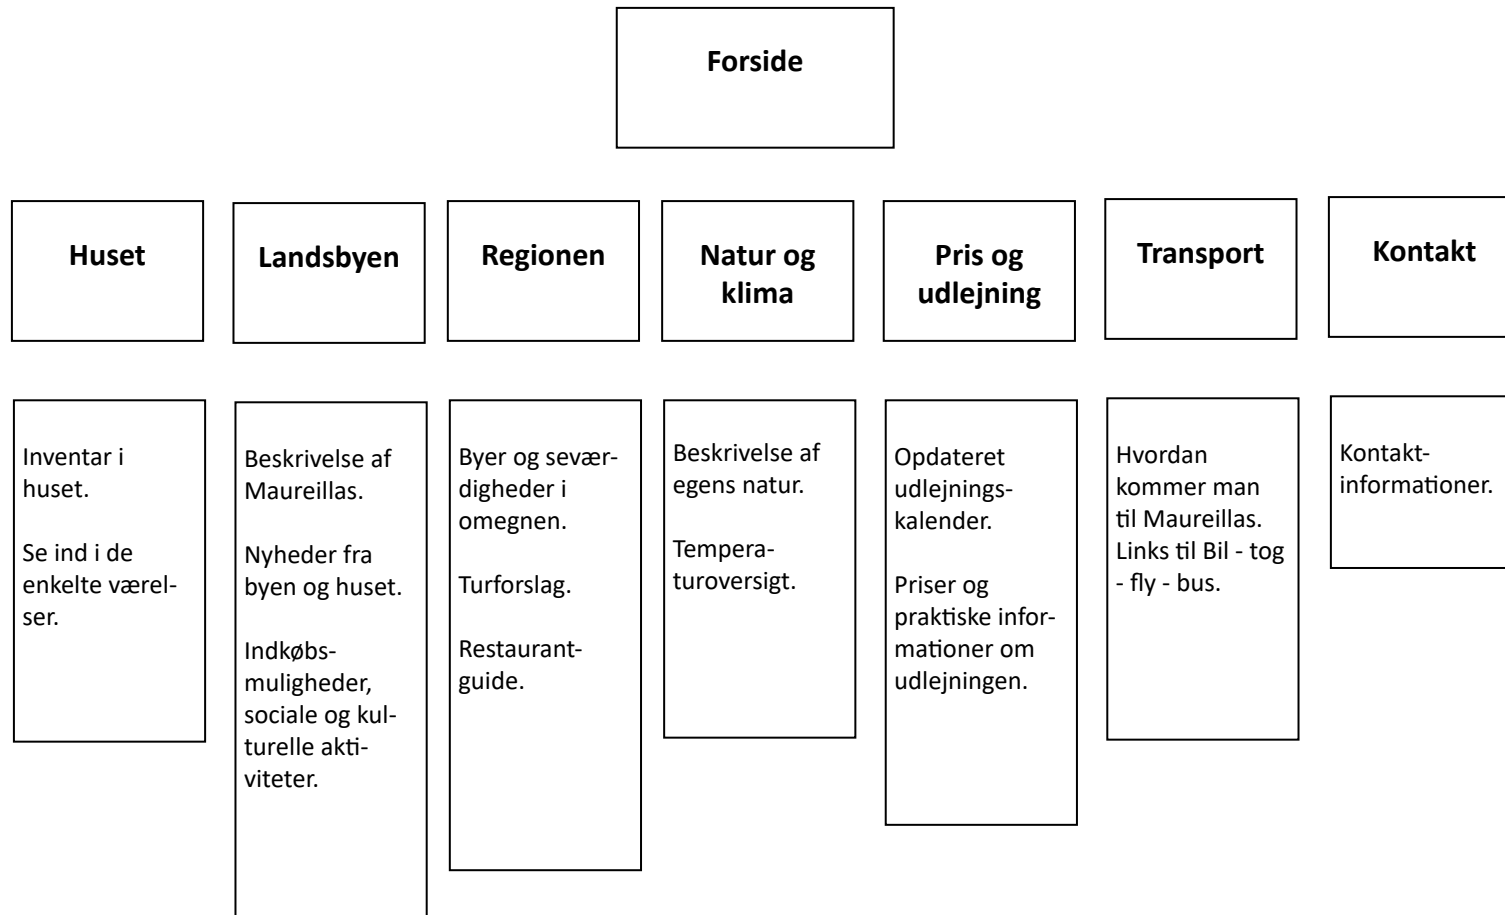 Forside
Huset
Landsbyen
Regionen
Natur og
klima
Pris og
udlejning
Transport
Kontakt
Inventar i
huset.
Se ind i de
enkelte værel-
ser.
Beskrivelse af
Maureillas.
Nyheder fra
byen og huset.
Indkøbs-
muligheder,
sociale og kul-
turelle akti-
viteter.
Byer og sevær-
digheder i
omegnen.
Turforslag.
Restaurant-
guide.
Beskrivelse af
egens natur.
Tempera-
turoversigt.
Opdateret
udlejnings-
kalender.
Priser og
praktiske infor-
mationer om
udlejningen.
Hvordan
kommer man
til Maureillas.
Links til Bil - tog
- fly - bus.
Kontakt-
informationer.